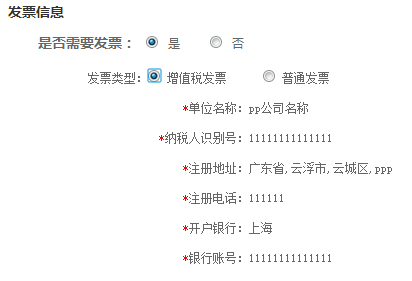 发票信息
是否需要发票： 是 否
发票类型： 增值税发票 普通发票
*单位名称：pp公司名称
*纳税人识别号：11111111111111
*注册地址：广东省,云浮市,云城区,ppp
*注册电话：111111
*开户银行：上海
*银行账号：11111111111111